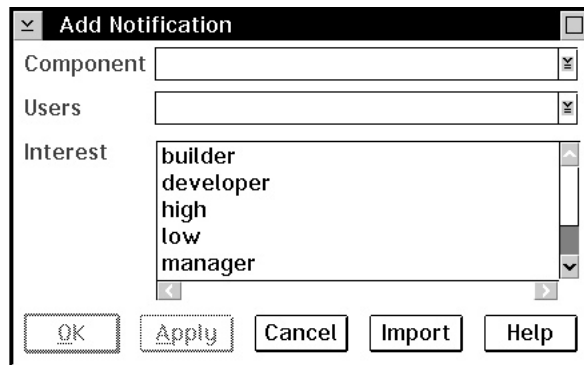 Add Notification
Component
Users
Interest
builder
developer
high
low
manager
OK Apply Cancel Import Help